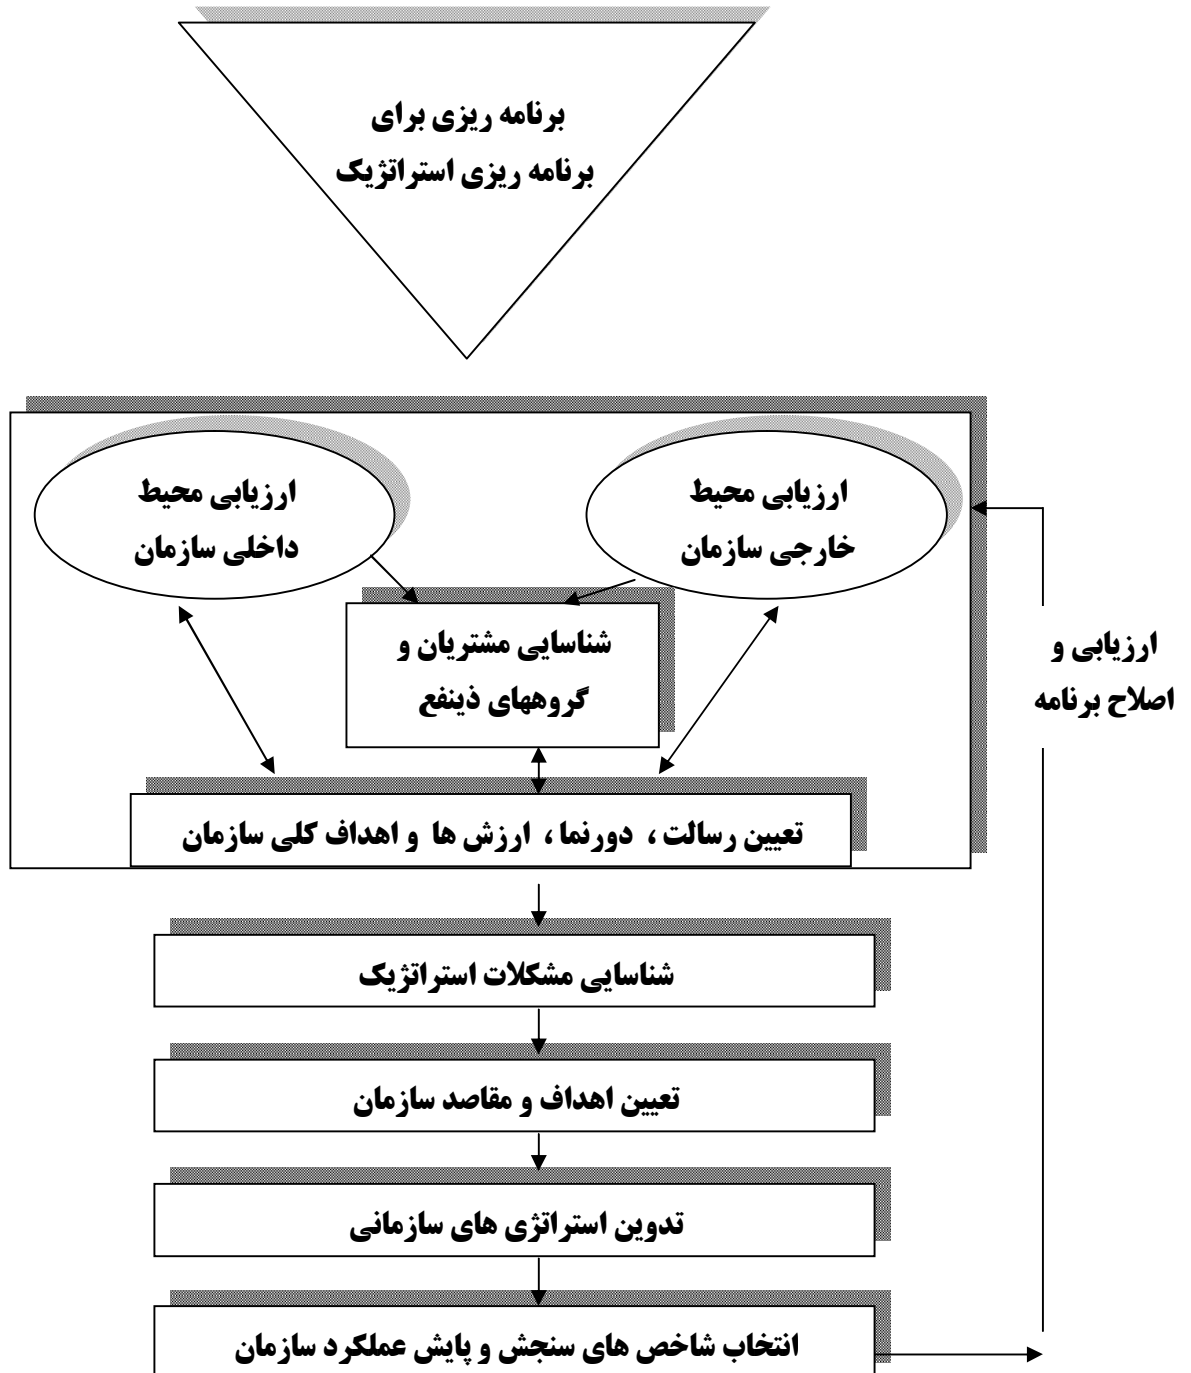 برنامه ریزی برای
برنامه ریزی استراتژیک
ارزیابی محیط
خارجی سازمان
ارزیابی محیط
داخلی سازمان
شناسایی مشتریان و
گروههای ذینفع
ارزیابی و
اصلاح برنامه
تعیین رسالت ، دورنما ، ارزش ها و اهداف کلی سازمان
شناسایی مشکلات استراتژیک
تعیین اهداف و مقاصد سازمان
تدوین استراتژی های سازمانی
انتخاب شاخص های سنجش و پایش عملکرد سازمان